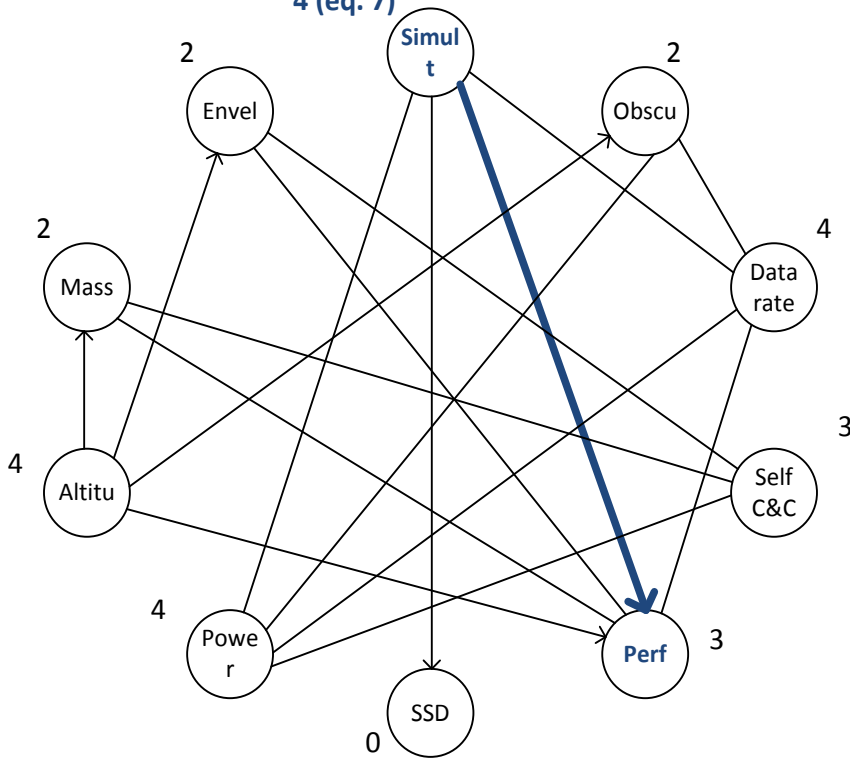 4 (eq. 7)
Simul
t
2
Envel
2
Obscu
2
Mass
4
Data
rate
4
Altitu
3
Self
C&C
4
Powe
r
Perf
3
SSD
0